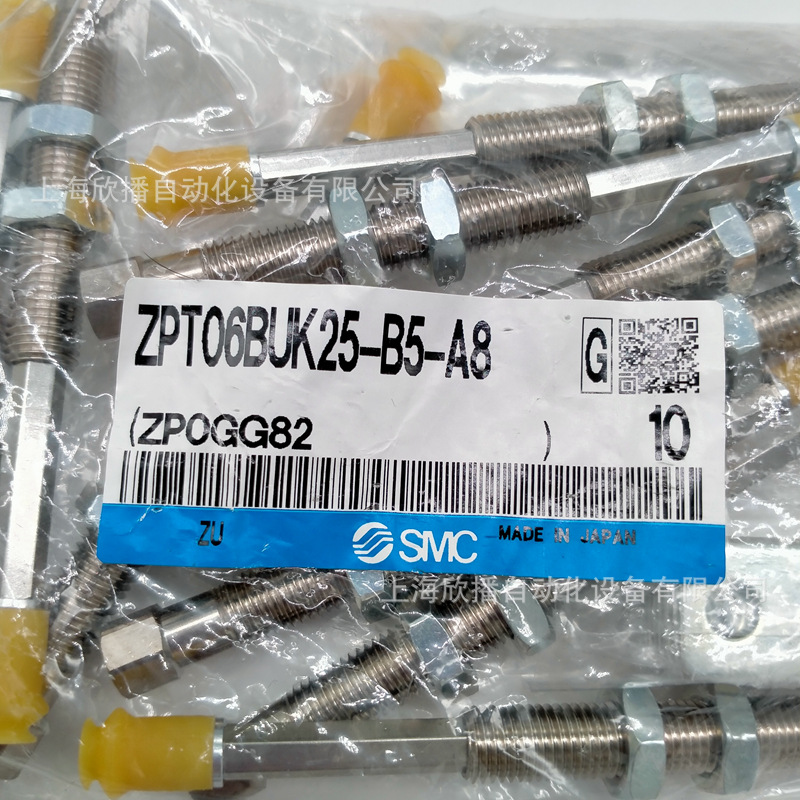 上海欣播自动化设备有限公司
ZPT06BUK25-B5-A8
G
(ZPOGG82 )
10
ZU
SMC
MADE IN JAPAN
上海欣播自动化设备有限公司